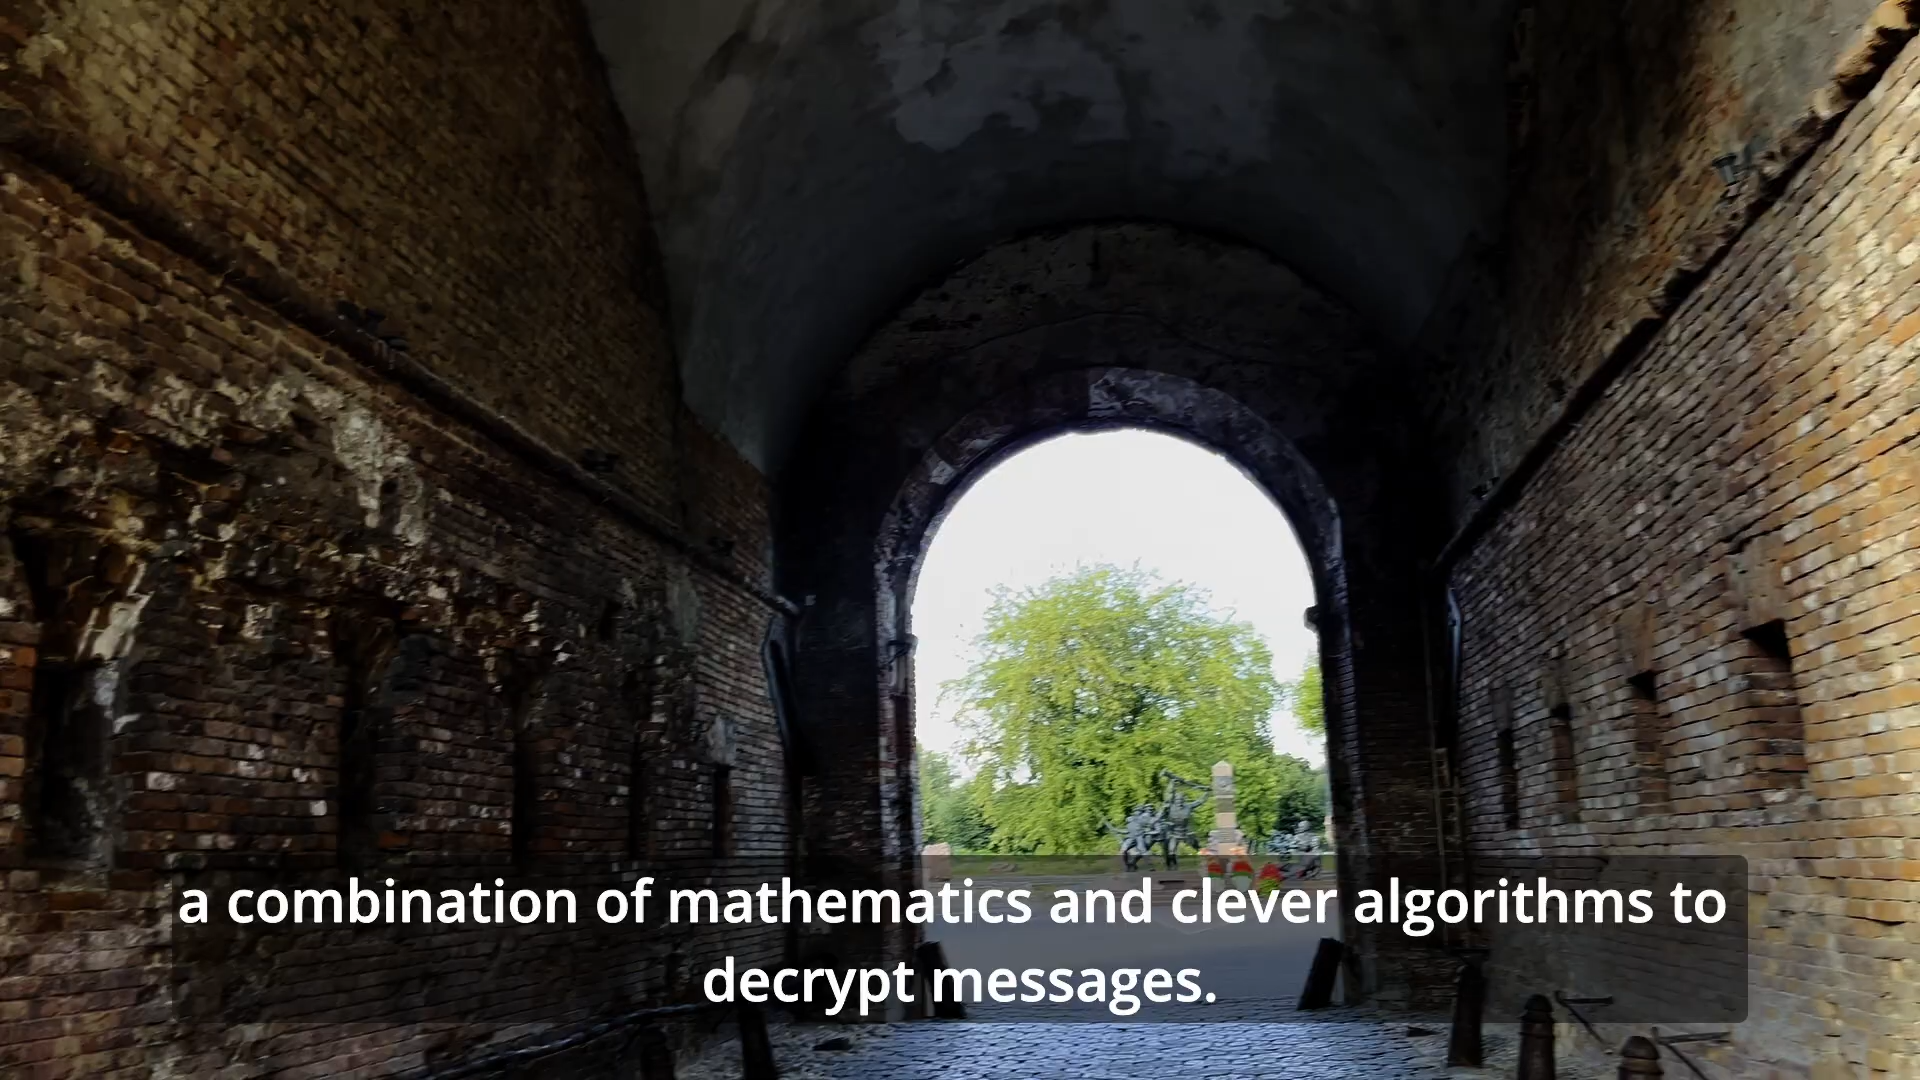 a combination of mathematics and clever algorithms to
decrypt messages.